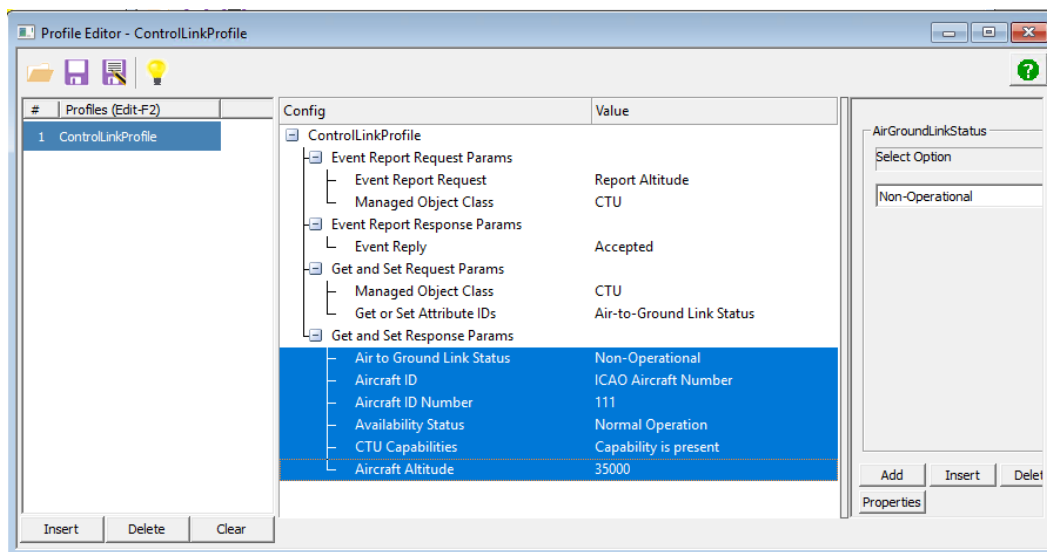 Profile Editor - ControlLinkProfile
# Profiles (Edit-F2)
1 ControlLinkProfile
Insert Delete Clear
Config Value
ControlLinkProfile
Event Report Request Params
Event Report Request Report Altitude
Managed Object Class CTU
Event Report Response Params
Event Reply Accepted
Get and Set Request Params
Managed Object Class CTU
Get or Set Attribute IDs Air-to-Ground Link Status
Get and Set Response Params
Air to Ground Link Status Non-Operational
Aircraft ID ICAO Aircraft Number
Aircraft ID Number 111
Availability Status Normal Operation
CTU Capabilities Capability is present
Aircraft Altitude 35000
AirGroundLinkStatus
Select Option
Non-Operational
Add Insert Delet
Properties